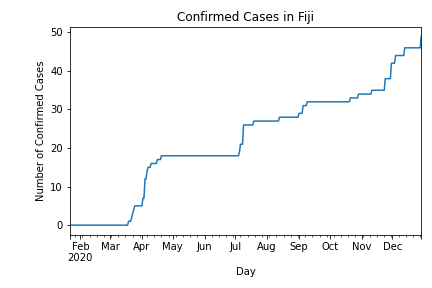 Confirmed Cases in Fiji
50
40
30
20
10
0
Number of Confirmed Cases
Feb Mar Apr May Jun Jul Aug Sep Oct Nov Dec
2020
Day